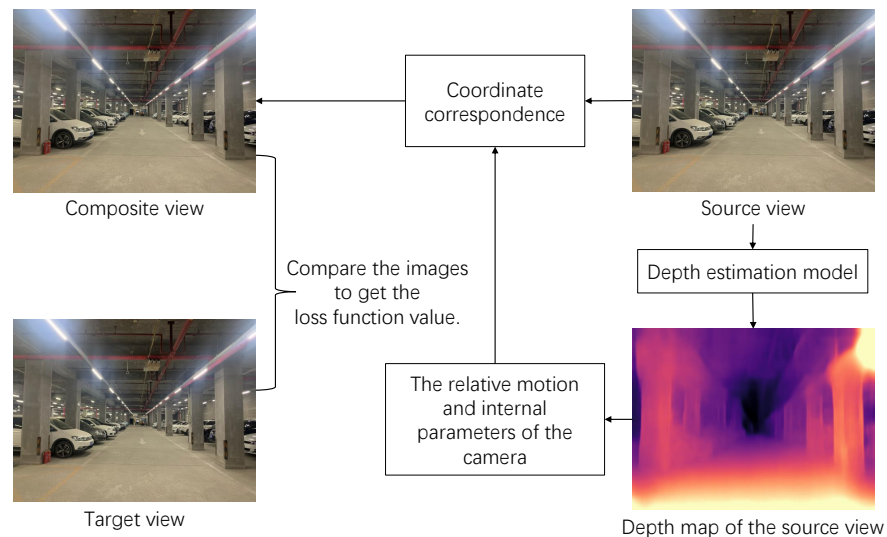 Coordinate
correspondence
Composite view
Source view
Compare the images
to get the
loss function value.
Depth estimation model
The relative motion
and internal
parameters of the
camera
Target view
Depth map of the source view